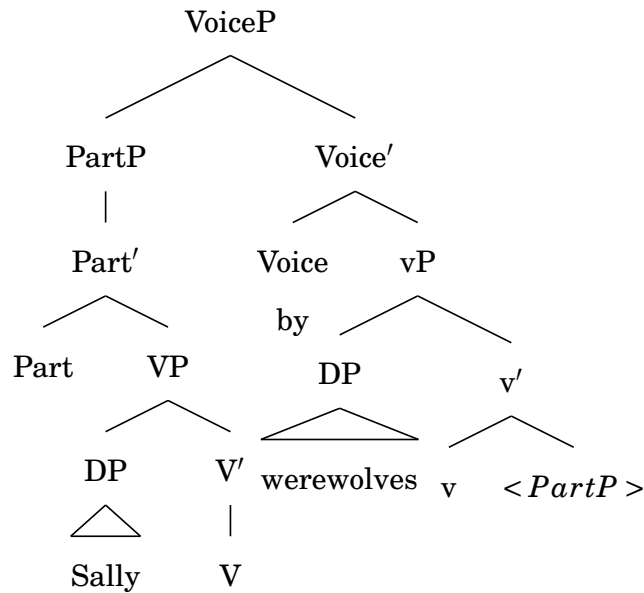 VoiceP
PartP Voice′
Part′ Voice vP
by
Part VP DP v′
DP V′ werewolves v <PartP>
Sally V